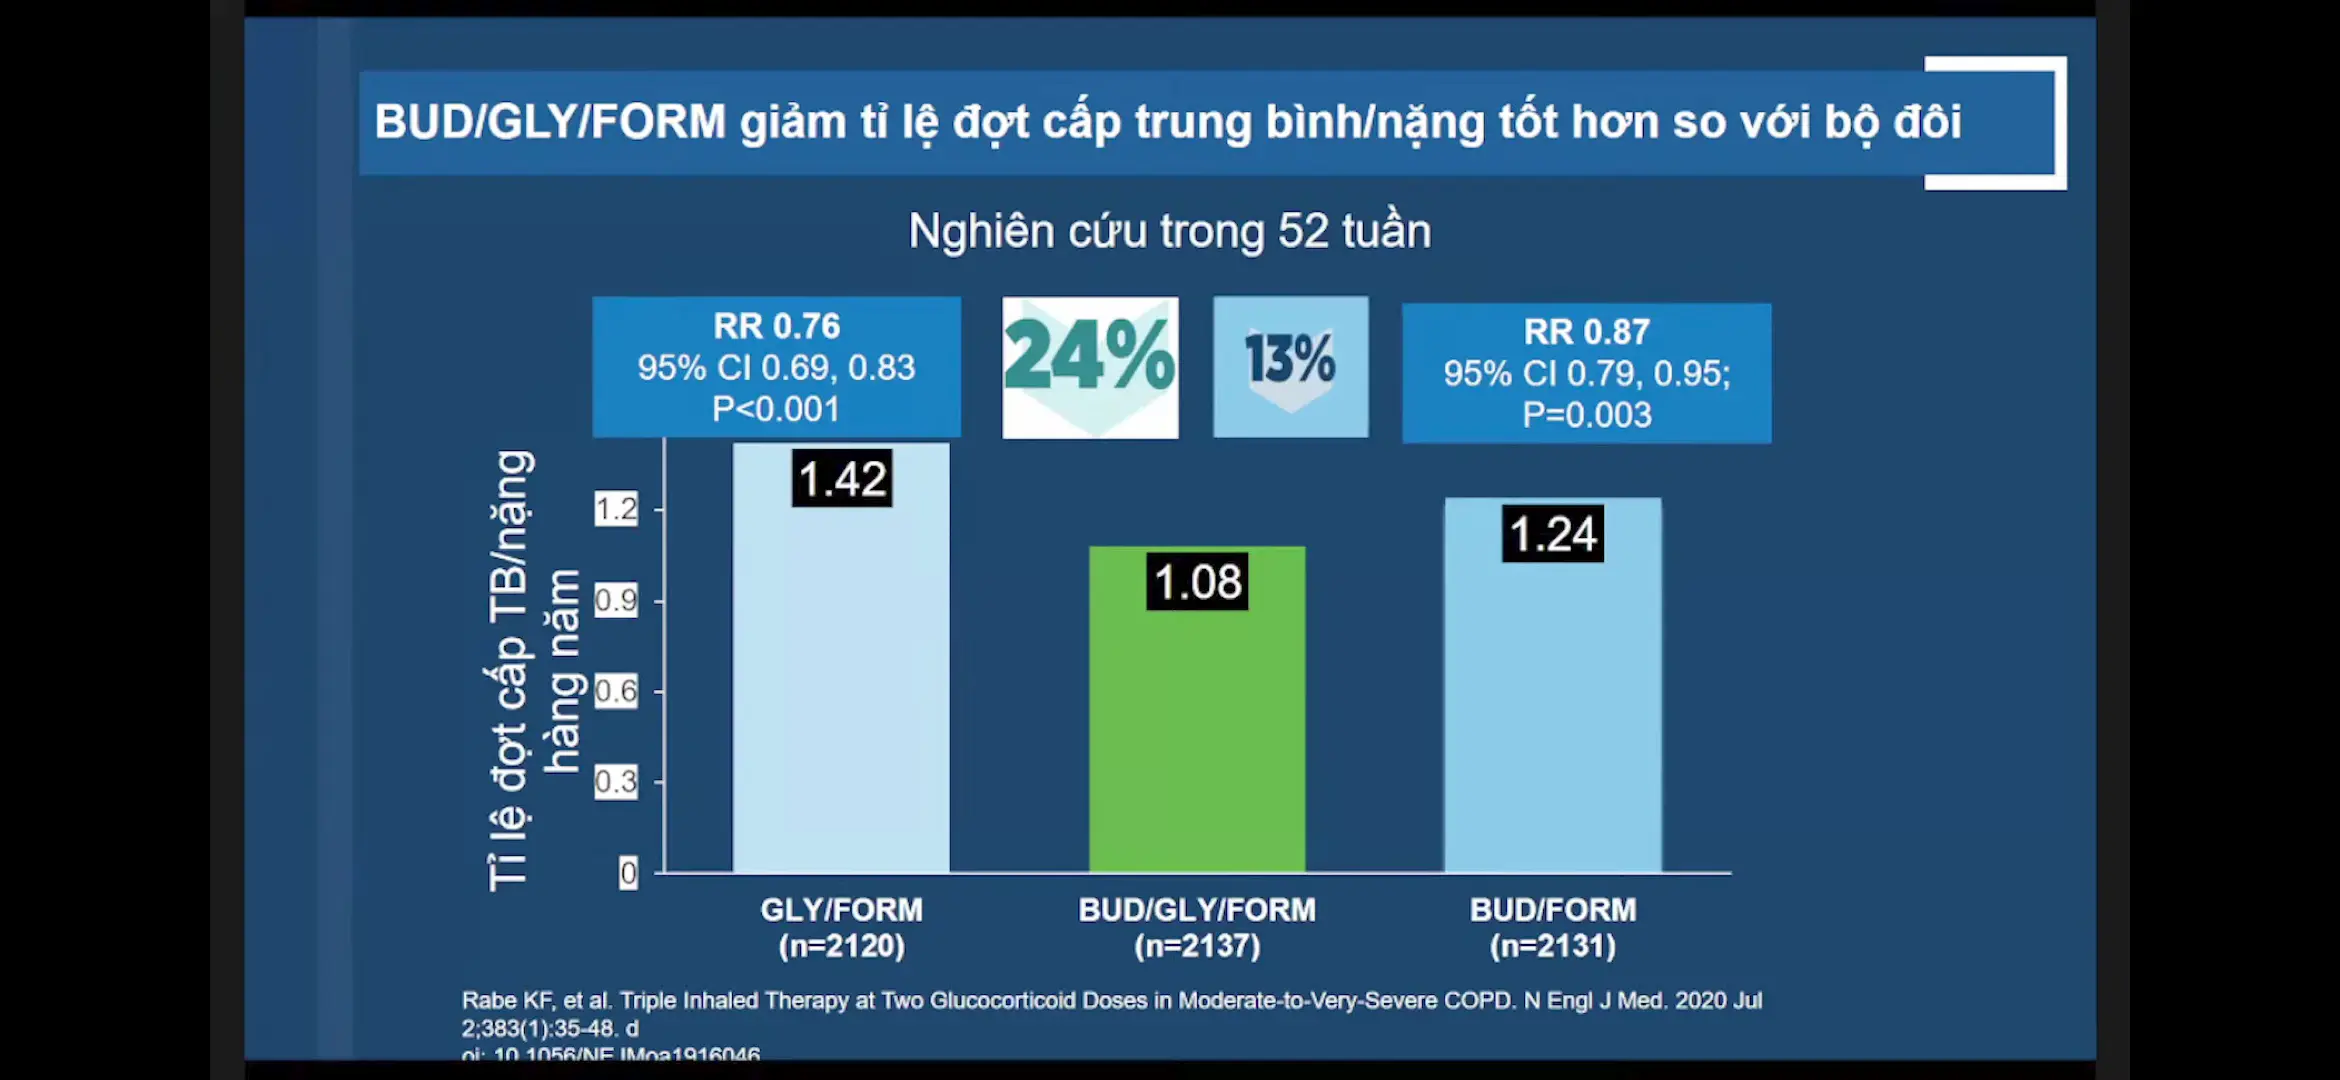 BUD/GLY/FORM giảm tỉ lệ đợt cấp trung bình/nặng tốt hơn so với bộ đôi
Nghiên cứu trong 52 tuần
RR 0.76
95% CI 0.69, 0.83
P<0.001
24%
13%
RR 0.87
95% CI 0.79, 0.95;
P=0.003
Tỉ lệ đợt cấp TB/nặng
hàng năm
1.2
0.9
0.6
0.3
0
1.42
1.08
1.24
GLY/FORM
(n=2120)
BUD/GLY/FORM
(n=2137)
BUD/FORM
(n=2131)
Rabe KF, et al. Triple Inhaled Therapy at Two Glucocorticoid Doses in Moderate-to-Very-Severe COPD. N Engl J Med. 2020 Jul
2;383(1):35-48. d
oi: 10.1056/NEJMoa1916046